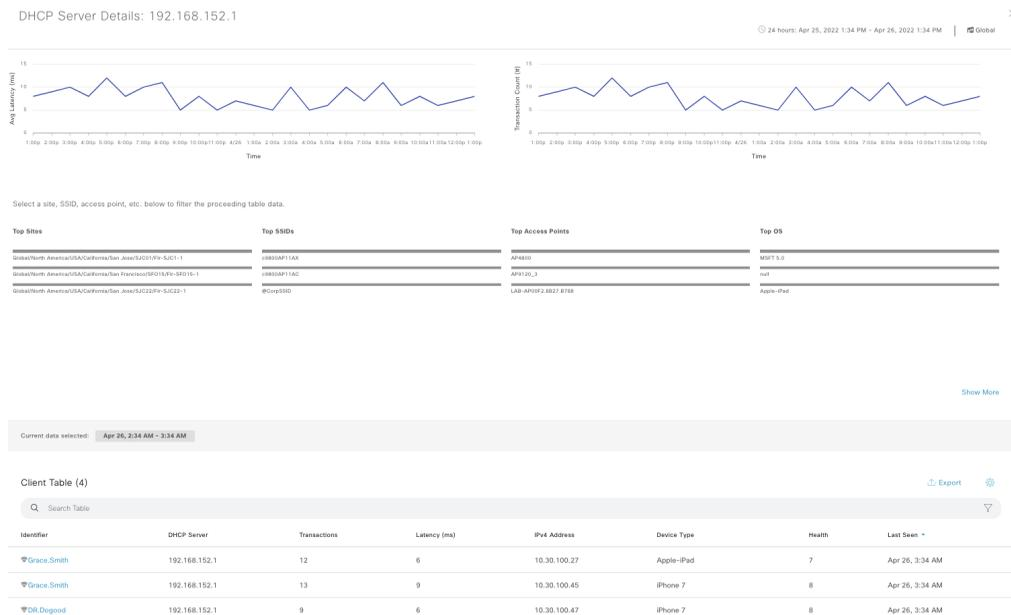 DHCP Server Details: 192.168.152.1
24 hours: Apr 25, 2022 1:34 PM - Apr 26, 2022 1:34 PM | Global
Avg Latency (ms)
15
10
5
0
1:00p 2:00p 3:00p 4:00p 5:00p 6:00p 7:00p 8:00p 9:00p 10:00p 11:00p 4/26 1:00a 2:00a 3:00a 4:00a 5:00a 6:00a 7:00a 8:00a 9:00a 10:00a 11:00a 12:00p 1:00p
Time
Transaction Count (#)
15
10
5
0
1:00p 2:00p 3:00p 4:00p 5:00p 6:00p 7:00p 8:00p 9:00p 10:00p 11:00p 4/26 1:00a 2:00a 3:00a 4:00a 5:00a 6:00a 7:00a 8:00a 9:00a 10:00a 11:00a 12:00p 1:00p
Time
Select a site, SSID, access point, etc. below to filter the proceeding table data.
Top Sites Top SSIDs Top Access Points Top OS
Global/North America/USA/California/San Jose/SJC01/Flr-SJC1-1 c9800AP11AX AP4800 MSFT 5.0
Global/North America/USA/California/San Francisco/SFO15/Flr-SFO15-1 c9800AP11AC AP9120_3 null
Global/North America/USA/California/San Jose/SJC22/Flr-SJC22-1 @CorpSSID LAB-AP00F2.8B27.B768 Apple-iPad
Show More
Current data selected: Apr 26, 2:34 AM - 3:34 AM
Client Table (4) Export
Search Table
Identifier DHCP Server Transactions Latency (ms) IPv4 Address Device Type Health Last Seen
Grace.Smith 192.168.152.1 12 6 10.30.100.27 Apple-iPad 7 Apr 26, 3:34 AM
Grace.Smith 192.168.152.1 13 9 10.30.100.45 iPhone 7 8 Apr 26, 3:34 AM
DR.Dogood 192.168.152.1 9 6 10.30.100.47 iPhone 7 8 Apr 26, 3:34 AM